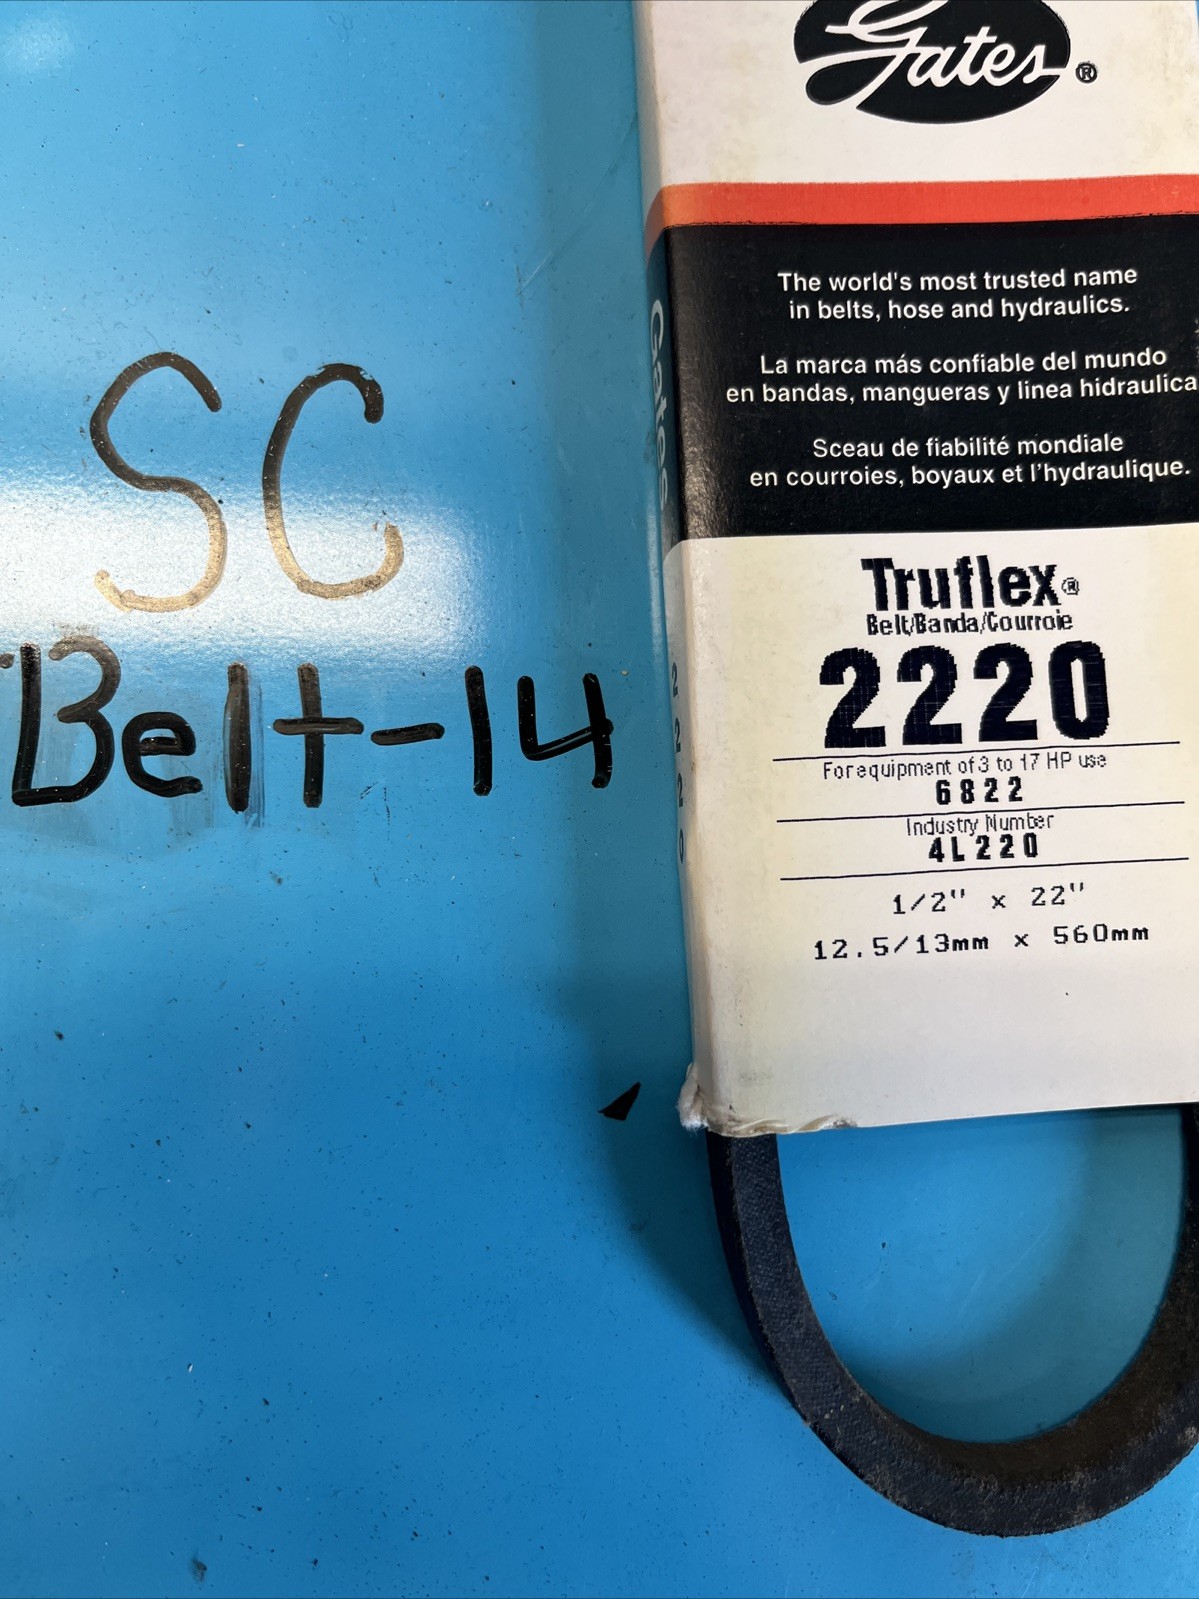 Gates®
The world's most trusted name
in belts, hose and hydraulics.
La marca más confiable del mundo
en bandas, mangueras y linea hidraulica
Sceau de fiabilité mondiale
en courroies, boyaux et l'hydraulique.
Truflex®
Belt/Banda/Courroie
2220
For equipment of 3 to 17 HP use
6822
Industry Number
4L220
1/2" x 22"
12.5/13mm x 560mm
Gates
2220
SC
Belt-14